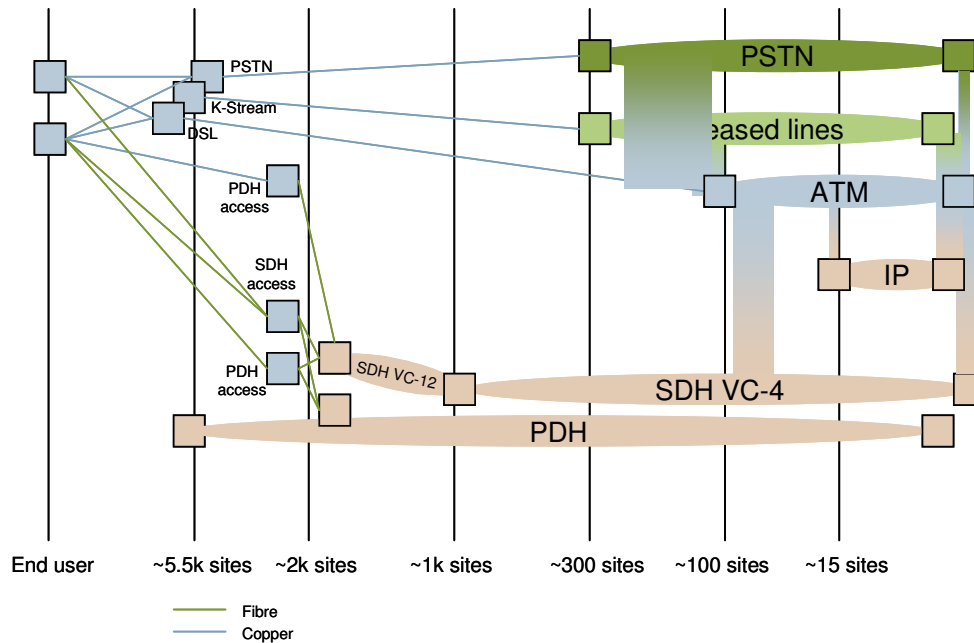 PSTN
PSTN
K-Stream
DSL
eased lines
PDH
access
ATM
SDH
access
IP
PDH
access
SDH VC-12
SDH VC-4
PDH
End user
~5.5k sites
~2k sites
~1k sites
~300 sites
~100 sites
~15 sites
Fibre
Copper